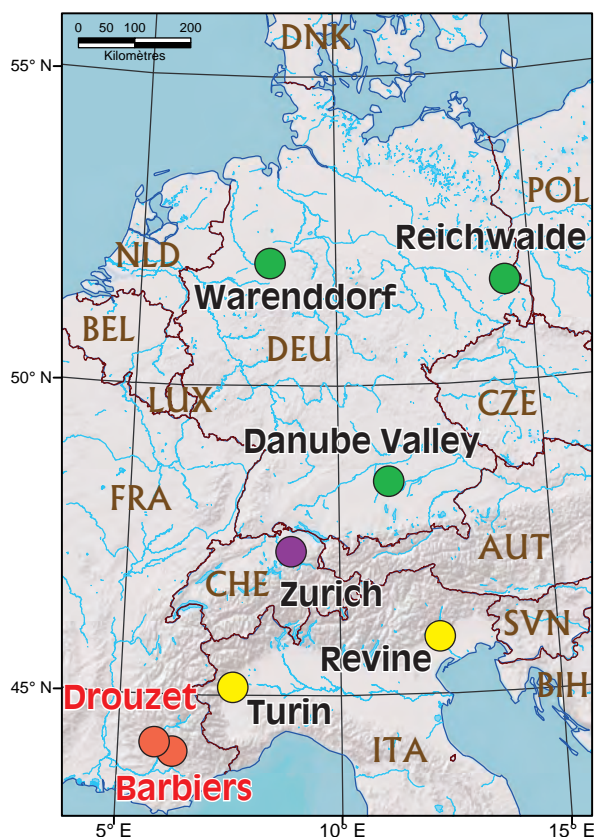 0 50 100 200
Kilomètres
DNK
55° N
POL
Reichwalde
NLD
Warenddorf
BEL
DEU
50° N
LUX
CZE
Danube Valley
FRA
AUT
CHE
Zurich
SVN
Revine
45° N
Drouzet
Turin
BIH
ITA
Barbiers
5° E 10° E 15° E